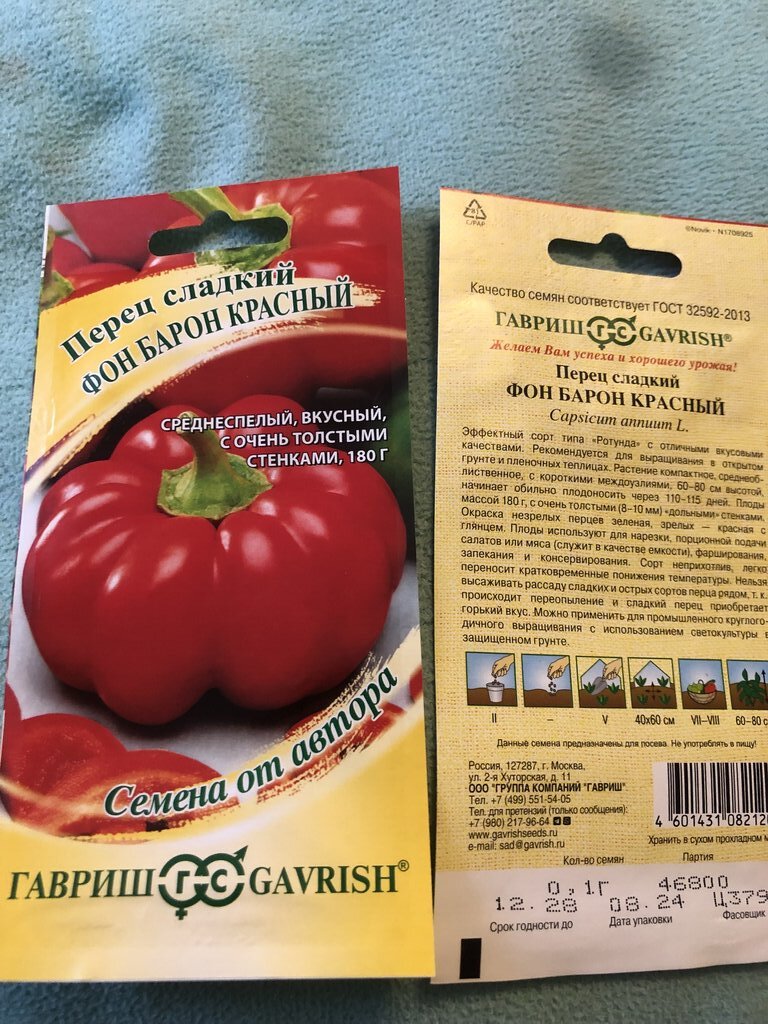 Перец сладкий
ФОН БАРОН КРАСНЫЙ
СРЕДНЕСПЕЛЫЙ, ВКУСНЫЙ,
С ОЧЕНЬ ТОЛСТЫМИ
СТЕНКАМИ, 180 Г
Семена от автора
ГАВРИШ ГС GAVRISH®
81
C/PAP
©Novik • N1708925
Качество семян соответствует ГОСТ 32592-2013
ГАВРИШ ГС GAVRISH®
Желаем Вам успеха и хорошего урожая!
Перец сладкий
ФОН БАРОН КРАСНЫЙ
Capsicum annuum L.
Эффектный сорт типа «Ротунда» с отличными вкусовыми
качествами. Рекомендуется для выращивания в открытом
грунте и пленочных теплицах. Растение компактное, среднеоб-
лиственное, с короткими междоузлиями, 60–80 см высотой,
начинает обильно плодоносить через 110–115 дней. Плоды
массой 180 г, с очень толстыми (8–10 мм) «дольными» стенками.
Окраска незрелых перцев зеленая, зрелых — красная с
глянцем. Плоды используют для нарезки, порционной подачи
салатов или мяса (служит в качестве емкости), фарширования,
запекания и консервирования. Сорт неприхотлив, легко
переносит кратковременные понижения температуры. Нельзя
высаживать рассаду сладких и острых сортов перца рядом, т. к.
происходит переопыление и сладкий перец приобретает
горький вкус. Можно применить для промышленного круглого-
дичного выращивания с использованием светокультуры в
защищенном грунте.
II – V 40х60 см VII–VIII 60–80 с
Данные семена предназначены для посева. Не употреблять в пищу!
Россия, 127287, г. Москва,
ул. 2-я Хуторская, д. 11
ООО "ГРУППА КОМПАНИЙ "ГАВРИШ"
Тел. +7 (499) 551-54-05
Тел. для претензий (только сообщения):
+7 (980) 217-96-64
www.gavrishseeds.ru
e-mail: sad@gavrish.ru
4 601431 08212
Хранить в сухом прохладном м
Кол-во семян Партия
0,1г 46800
12.28 08.24 Ц379
Срок годности до Дата упаковки Фасовщик